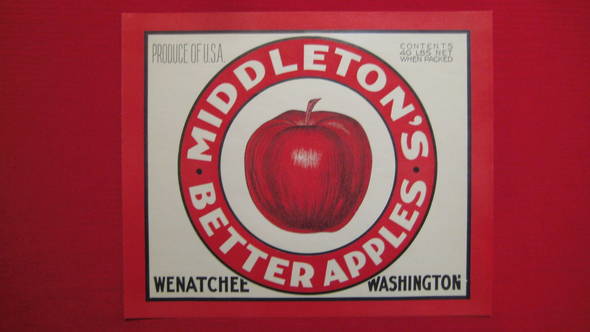 PRODUCE OF U.S.A.
CONTENTS
40 LBS NET
WHEN PACKED
MIDDLETON'S
BETTER APPLES
WENATCHEE WASHINGTON